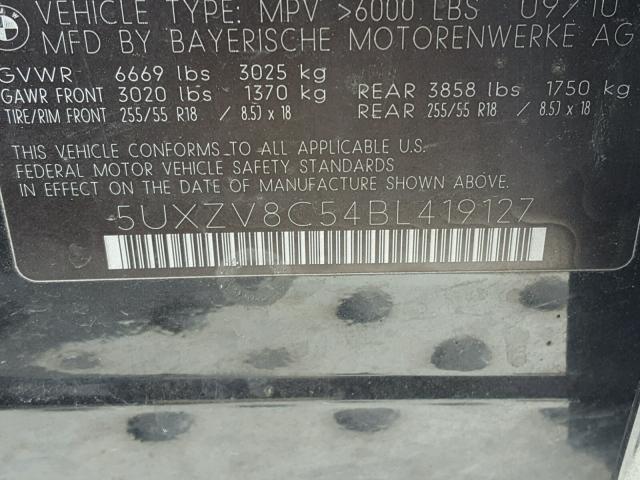 VEHICLE TYPE: MPV >6000 LBS 09/10
MFD BY BAYERISCHE MOTORENWERKE AG
GVWR 6669 lbs 3025 kg
GAWR FRONT 3020 lbs 1370 kg REAR 3858 lbs 1750 kg
TIRE/RIM FRONT 255/55 R18 / 8.5J x 18 REAR 255/55 R18 / 8.5J x 18
THIS VEHICLE CONFORMS TO ALL APPLICABLE U.S.
FEDERAL MOTOR VEHICLE SAFETY STANDARDS
IN EFFECT ON THE DATE OF MANUFACTURE SHOWN ABOVE.
5UXZV8C54BL419127